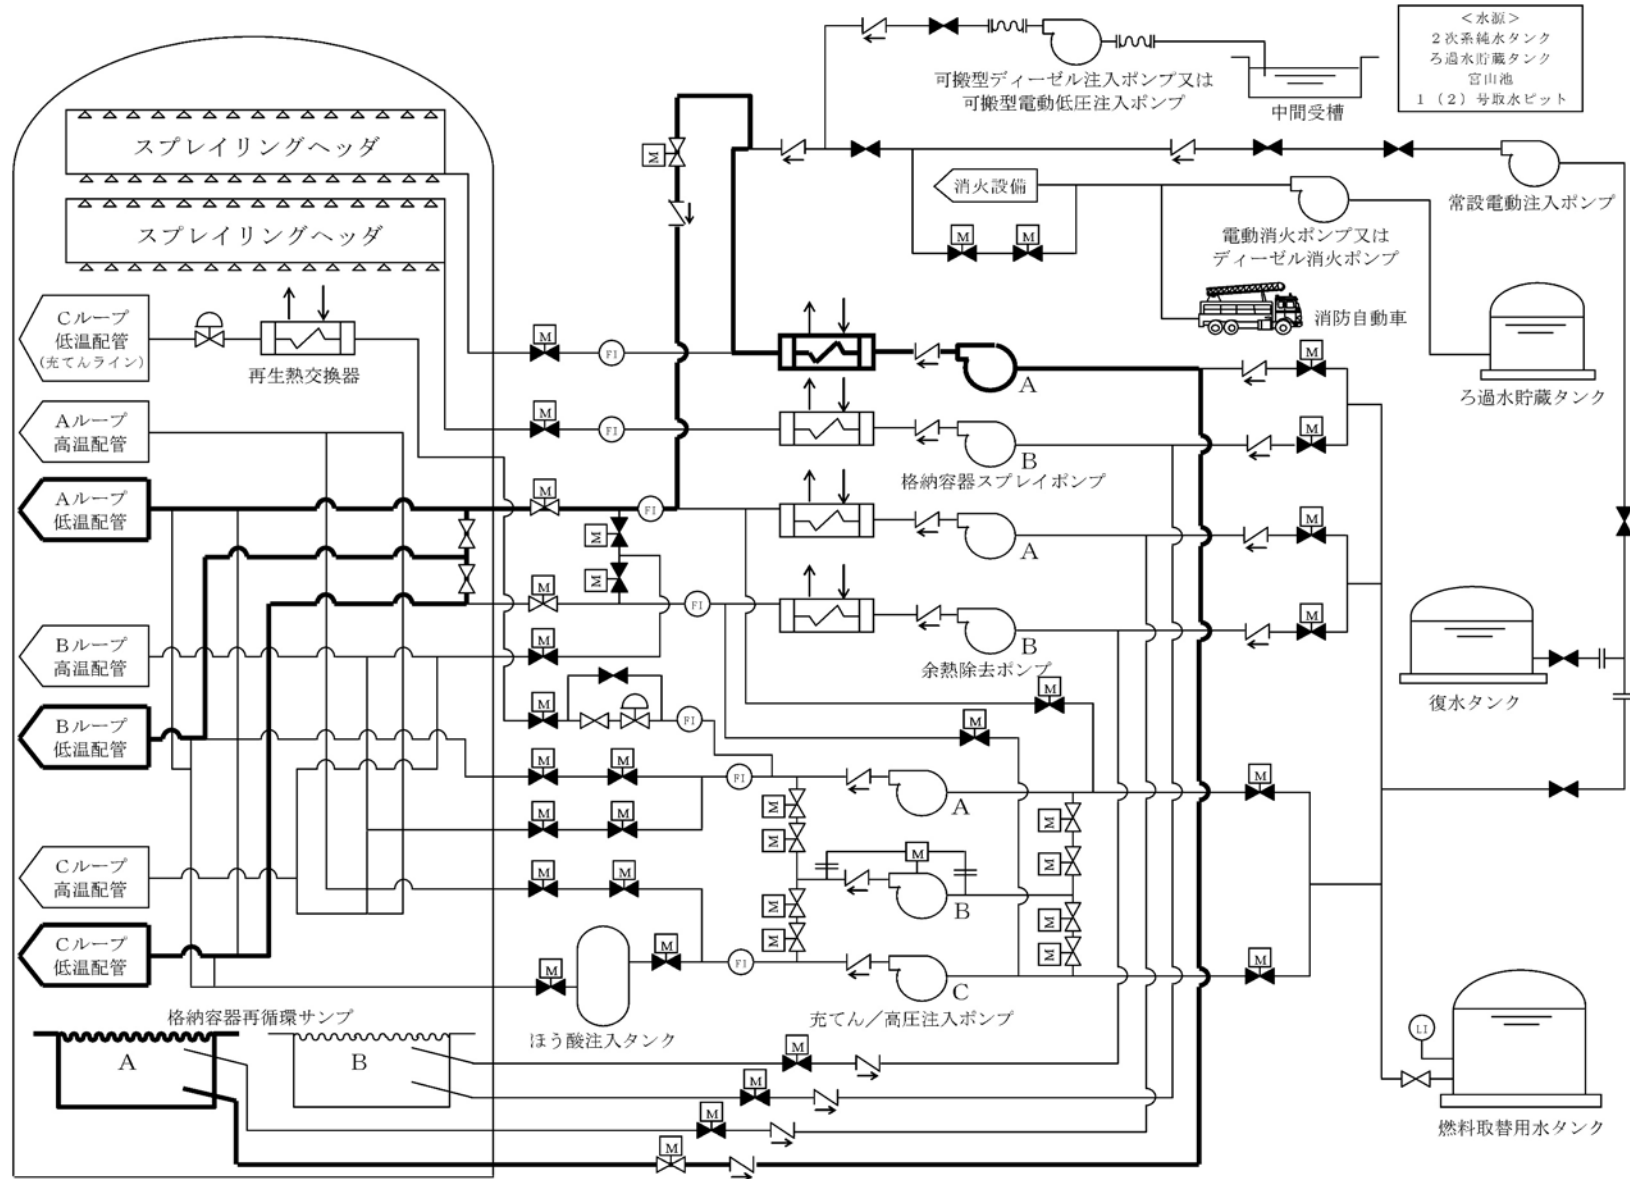 <水源>
2次系純水タンク
ろ過水貯蔵タンク
宮山池
1(2)号取水ピット
可搬型ディーゼル注入ポンプ又は
可搬型電動低圧注入ポンプ
中間受槽
スプレイリングヘッダ
M
消火設備
常設電動注入ポンプ
スプレイリングヘッダ
M
M
電動消火ポンプ又は
ディーゼル消火ポンプ
Cループ
低温配管
(充てんライン)
再生熱交換器
M
FI
A
消防自動車
M
ろ過水貯蔵タンク
Aループ
高温配管
M
FI
B
格納容器スプレイポンプ
M
Aループ
低温配管
M
FI
M
A
M
M
M
FI
B
余熱除去ポンプ
M
Bループ
高温配管
M
M
復水タンク
Bループ
低温配管
M
FI
M
M
M
FI
M
M
A
M
M
M
M
M
Cループ
高温配管
M
M
M
M
B
M
M
M
Cループ
低温配管
M
M
FI
M
M
C
M
ほう酸注入タンク
充てん/高圧注入ポンプ
格納容器再循環サンプ
A
B
M
M
M
M
LI
燃料取替用水タンク